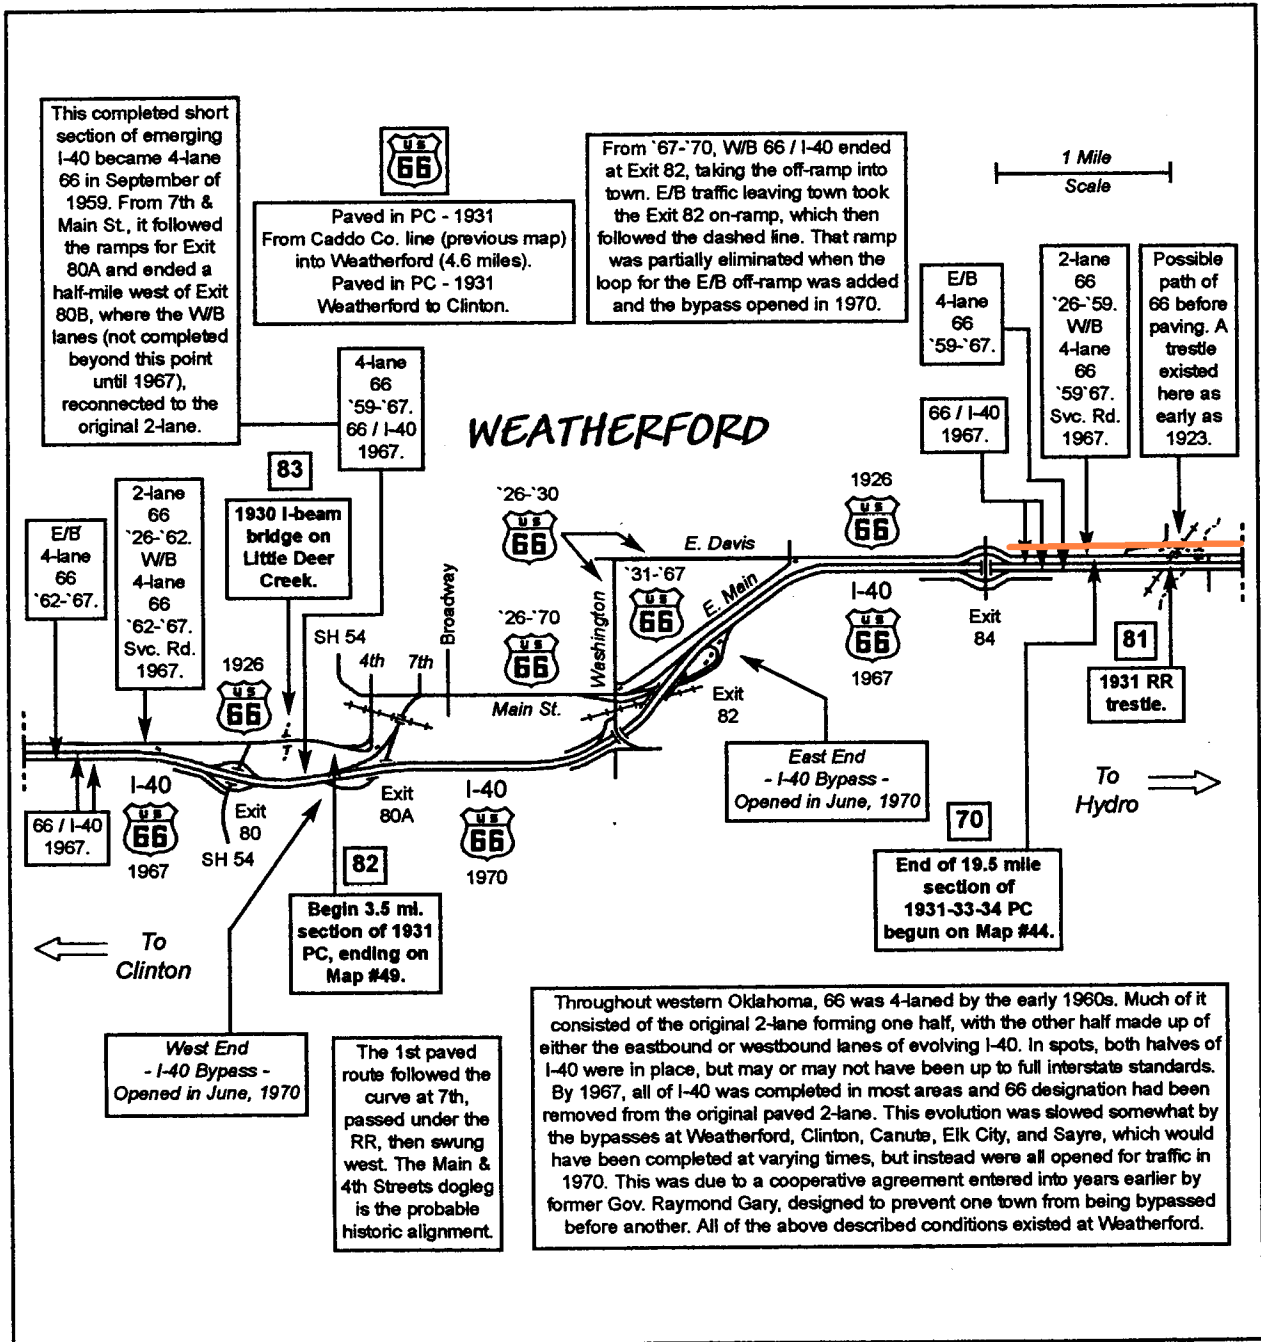 This completed short
section of emerging
I-40 became 4-lane
66 in September of
1959. From 7th &
Main St., it followed
the ramps for Exit
80A and ended a
half-mile west of Exit
80B, where the W/B
lanes (not completed
beyond this point
until 1967),
reconnected to the
original 2-lane.
US
66
Paved in PC - 1931
From Caddo Co. line (previous map)
into Weatherford (4.6 miles).
Paved in PC - 1931
Weatherford to Clinton.
From `67-`70, W/B 66 / I-40 ended
at Exit 82, taking the off-ramp into
town. E/B traffic leaving town took
the Exit 82 on-ramp, which then
followed the dashed line. That ramp
was partially eliminated when the
loop for the E/B off-ramp was added
and the bypass opened in 1970.
1 Mile
Scale
E/B
4-lane
66
`59-`67.
2-lane
66
`26-`59.
W/B
4-lane
66
`59`67.
Svc. Rd.
1967.
Possible
path of
66 before
paving. A
trestle
existed
here as
early as
1923.
4-lane
66
`59-`67.
66 / I-40
1967.
WEATHERFORD
66 / I-40
1967.
83
1930 I-beam
bridge on
Little Deer
Creek.
E/B
4-lane
66
`62-`67.
2-lane
66
`26-`62.
W/B
4-lane
66
`62-`67.
Svc. Rd.
1967.
`26-`30
US
66
E. Davis
`31-`67
US
66
1926
US
66
E. Main
Washington
Broadway
SH 54
4th
7th
`26-`70
US
66
Main St.
1926
US
66
I-40
US
66
1967
Exit
84
Exit
82
81
1931 RR
trestle.
East End
- I-40 Bypass -
Opened in June, 1970
To
Hydro
66 / I-40
1967.
I-40
US
66
1967
Exit
80
SH 54
Exit
80A
I-40
US
66
1970
82
Begin 3.5 mi.
section of 1931
PC, ending on
Map #49.
70
End of 19.5 mile
section of
1931-33-34 PC
begun on Map #44.
To
Clinton
West End
- I-40 Bypass -
Opened in June, 1970
The 1st paved
route followed the
curve at 7th,
passed under the
RR, then swung
west. The Main &
4th Streets dogleg
is the probable
historic alignment.
Throughout western Oklahoma, 66 was 4-laned by the early 1960s. Much of it
consisted of the original 2-lane forming one half, with the other half made up of
either the eastbound or westbound lanes of evolving I-40. In spots, both halves of
I-40 were in place, but may or may not have been up to full interstate standards.
By 1967, all of I-40 was completed in most areas and 66 designation had been
removed from the original paved 2-lane. This evolution was slowed somewhat by
the bypasses at Weatherford, Clinton, Canute, Elk City, and Sayre, which would
have been completed at varying times, but instead were all opened for traffic in
1970. This was due to a cooperative agreement entered into years earlier by
former Gov. Raymond Gary, designed to prevent one town from being bypassed
before another. All of the above described conditions existed at Weatherford.